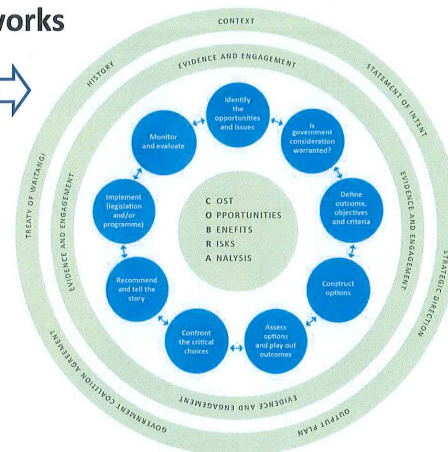 works
CONTEXT
STATEMENT OF INTENT
STRATEGIC DIRECTION
OUTPUT PLAN
GOVERNMENT COALITION AGREEMENT
TREATY OF WAITANGI
HISTORY
EVIDENCE AND ENGAGEMENT
EVIDENCE AND ENGAGEMENT
EVIDENCE AND ENGAGEMENT
EVIDENCE AND ENGAGEMENT
Identify
the
opportunities
and issues
Is
government
consideration
warranted?
Define
outcome,
objectives
and criteria
Construct
options
Assess
options
and play out
outcomes
Confront
the critical
choices
Recommend
and tell the
story
Implement
(legislation
and/or
programme)
Monitor
and evaluate
C OST
O PPORTUNITIES
B ENEFITS
R ISKS
A NALYSIS